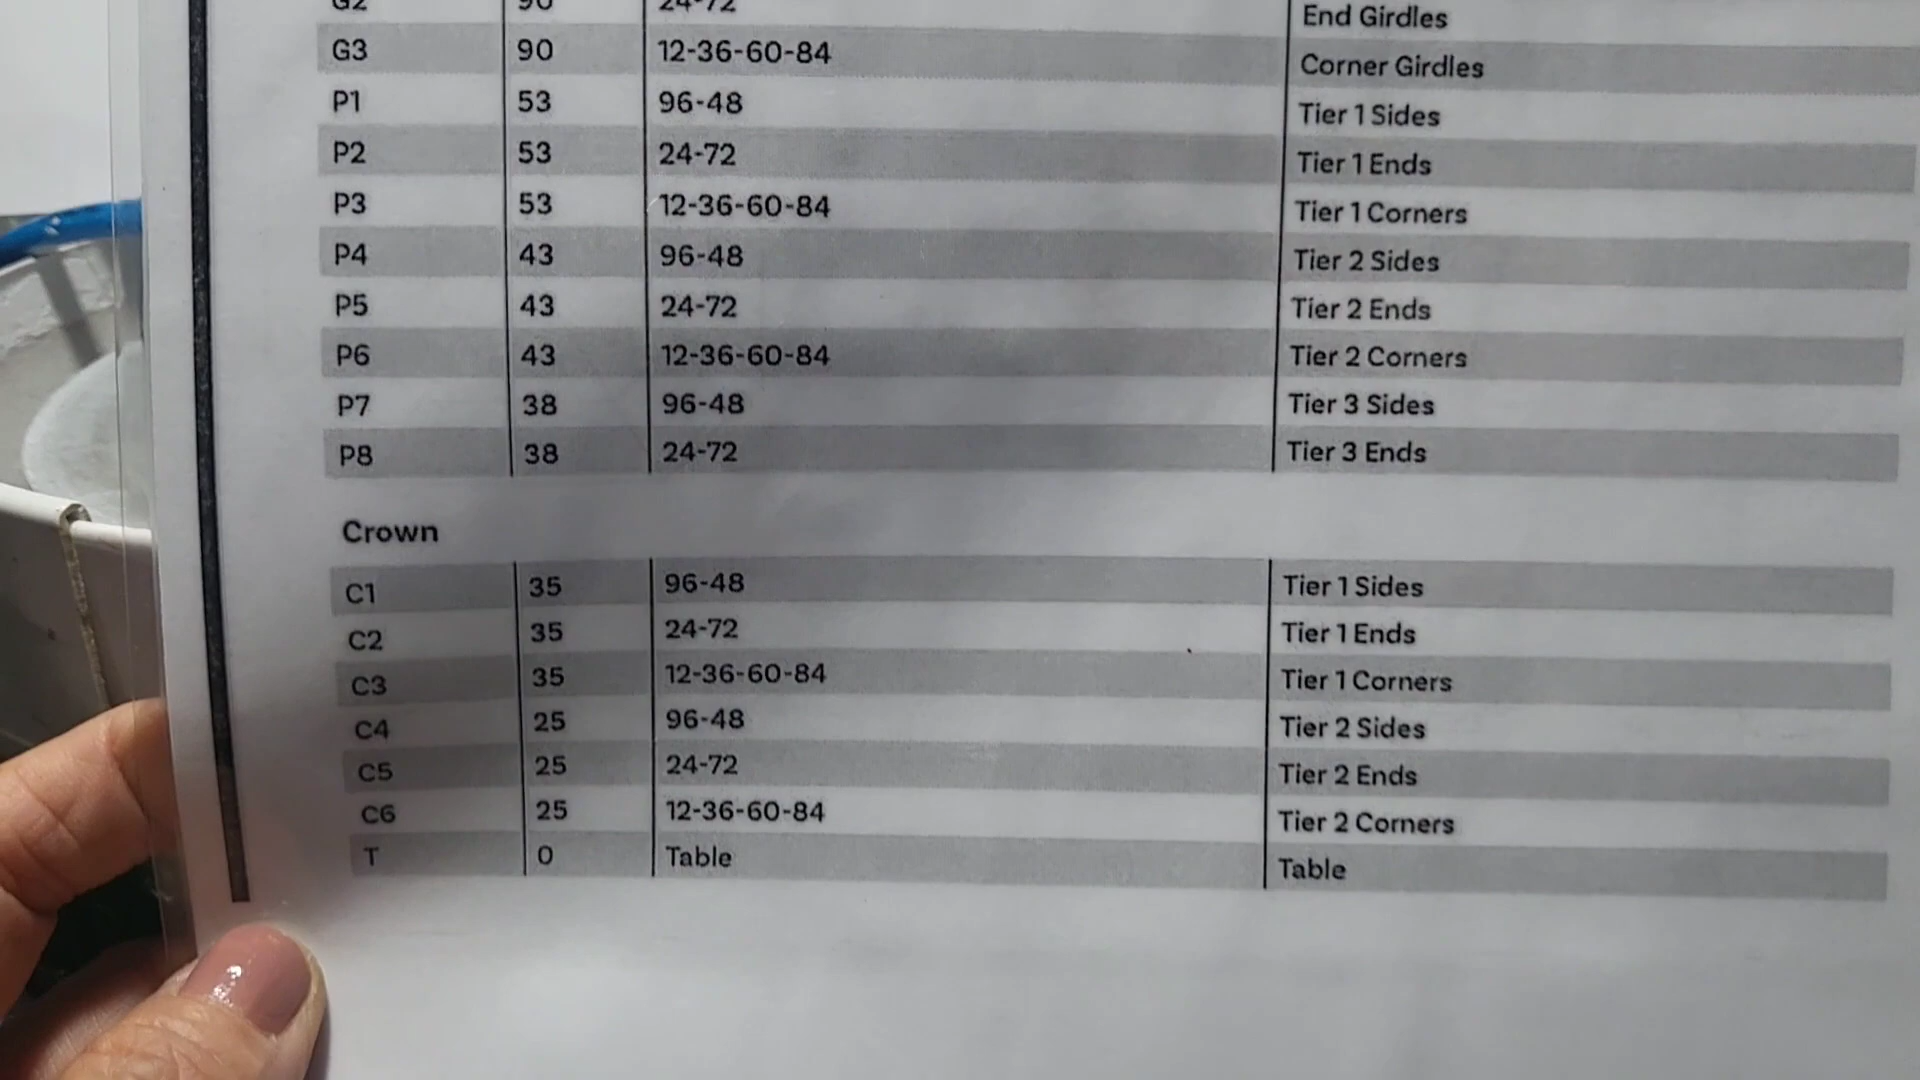 G2 90 24-72 End Girdles
G3 90 12-36-60-84 Corner Girdles
P1 53 96-48 Tier 1 Sides
P2 53 24-72 Tier 1 Ends
P3 53 12-36-60-84 Tier 1 Corners
P4 43 96-48 Tier 2 Sides
P5 43 24-72 Tier 2 Ends
P6 43 12-36-60-84 Tier 2 Corners
P7 38 96-48 Tier 3 Sides
P8 38 24-72 Tier 3 Ends
Crown
C1 35 96-48 Tier 1 Sides
C2 35 24-72 Tier 1 Ends
C3 35 12-36-60-84 Tier 1 Corners
C4 25 96-48 Tier 2 Sides
C5 25 24-72 Tier 2 Ends
C6 25 12-36-60-84 Tier 2 Corners
T 0 Table Table